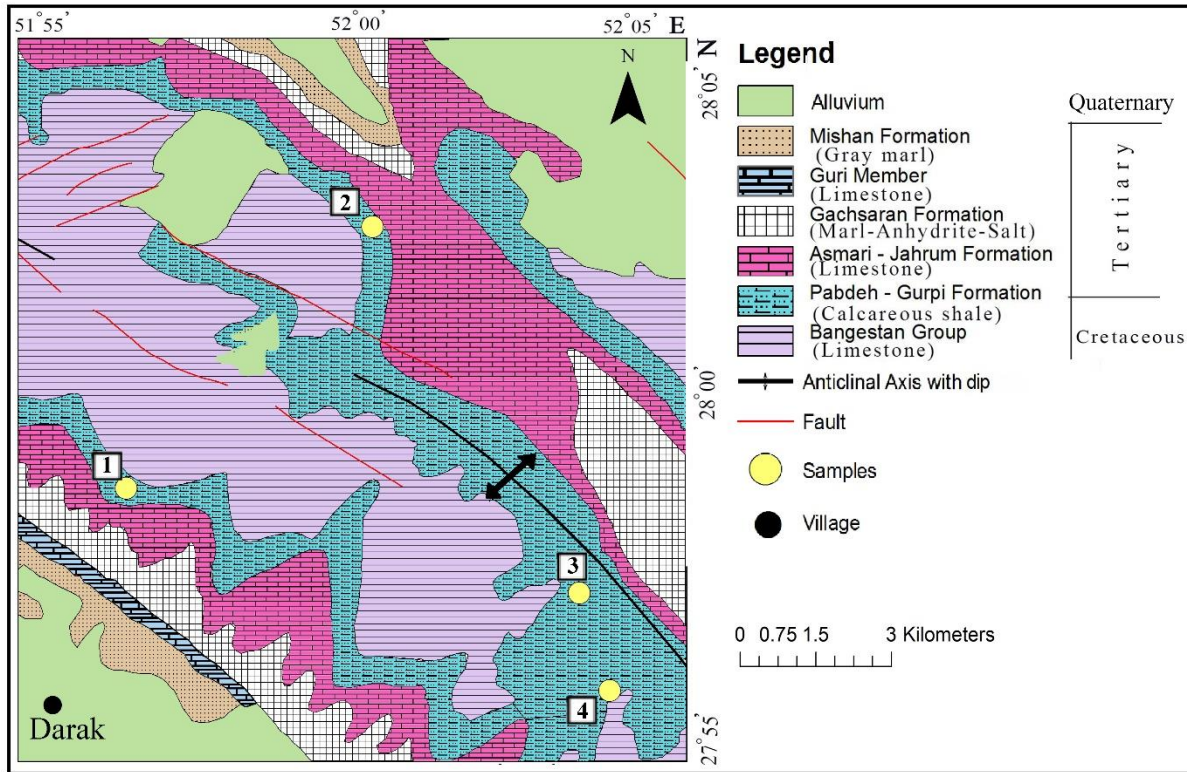 51°55’ 52°00’ 52°05’ E
N
28°05’
28°00’
27°55’
N
2
1
3
4
Darak
Legend
Alluvium
Mishan Formation
(Gray marl)
Guri Member
(Limestone)
Gachsaran Formation
(Marl-Anhydrite-Salt)
Asmari - Jahrum Formation
(Limestone)
Pabdeh - Gurpi Formation
(Calcareous shale)
Bangestan Group
(Limestone)
Anticlinal Axis with dip
Fault
Samples
Village
Quaternary
Tertiary
Cretaceous
0 0.75 1.5 3 Kilometers